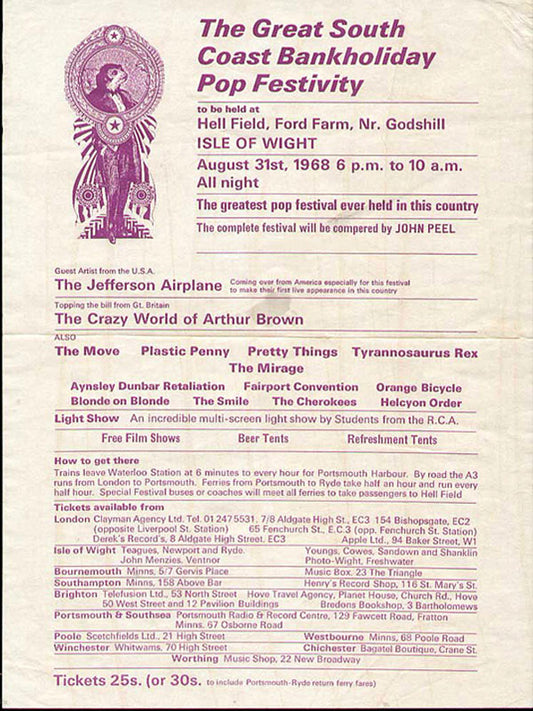 The Great South
Coast Bankholiday
Pop Festivity
to be held at
Hell Field, Ford Farm, Nr. Godshill
ISLE OF WIGHT
August 31st, 1968 6 p.m. to 10 a.m.
All night
The greatest pop festival ever held in this country
The complete festival will be compered by JOHN PEEL
Guest Artist from the U.S.A.
The Jefferson Airplane Coming over from America especially for this festival
to make their first live appearance in this country
Topping the bill from Gt. Britain
The Crazy World of Arthur Brown
ALSO
The Move Plastic Penny Pretty Things Tyrannosaurus Rex
The Mirage
Aynsley Dunbar Retaliation Fairport Convention Orange Bicycle
Blonde on Blonde The Smile The Cherokees Helcyon Order
Light Show An incredible multi-screen light show by Students from the R.C.A.
Free Film Shows Beer Tents Refreshment Tents
How to get there
Trains leave Waterloo Station at 6 minutes to every hour for Portsmouth Harbour. By road the A3
runs from London to Portsmouth. Ferries from Portsmouth to Ryde take half an hour and run every
half hour. Special Festival buses or coaches will meet all ferries to take passengers to Hell Field
Tickets available from
London Clayman Agency Ltd. Tel. 01 247 5531. 7/8 Aldgate High St., EC3 154 Bishopsgate, EC2
(opposite Liverpool St. Station) 65 Fenchurch St., E.C.3 (opp. Fenchurch St. Station)
Derek's Record's, 8 Aldgate High Street. EC3 Apple Ltd., 94 Baker Street, W1
Isle of Wight Teagues, Newport and Ryde. Youngs, Cowes, Sandown and Shanklin
John Menzies. Ventnor Photo-Wight, Freshwater
Bournemouth Minns, 5/7 Gervis Place Music Box. 23 The Triangle
Southampton Minns, 158 Above Bar Henry's Record Shop, 116 St. Mary's St.
Brighton Telefusion Ltd., 53 North Street Hove Travel Agency, Planet House, Church Rd., Hove
50 West Street and 12 Pavilion Buildings Bredons Bookshop, 3 Bartholomews
Portsmouth & Southsea Portsmouth Radio & Record Centre, 129 Fawcett Road, Fratton
Minns. 67 Osborne Road
Poole Scotchfields Ltd., 21 High Street Westbourne Minns, 68 Poole Road
Winchester Whitwams, 70 High Street Chichester Bagatel Boutique, Crane St.
Worthing Music Shop, 22 New Broadway
Tickets 25s. (or 30s. to include Portsmouth-Ryde return ferry fares)